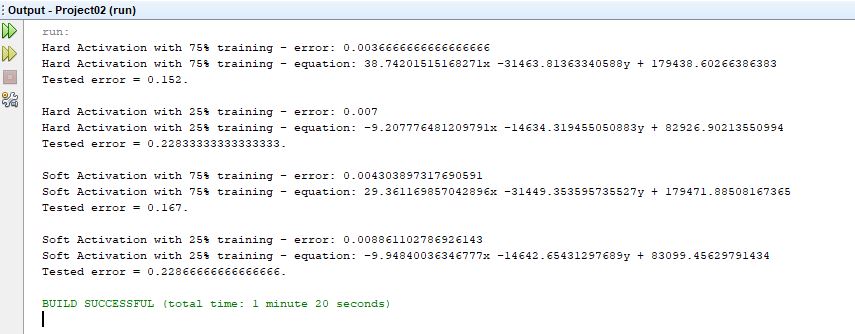 Output - Project02 (run)
run:
Hard Activation with 75% training - error: 0.0036666666666666666
Hard Activation with 75% training - equation: 38.74201515168271x -31463.81363340588y + 179438.60266386383
Tested error = 0.152.
Hard Activation with 25% training - error: 0.007
Hard Activation with 25% training - equation: -9.207776481209791x -14634.319455050883y + 82926.90213550994
Tested error = 0.22833333333333333.
Soft Activation with 75% training - error: 0.004303897317690591
Soft Activation with 75% training - equation: 29.361169857042896x -31449.353595735527y + 179471.88508167365
Tested error = 0.167.
Soft Activation with 25% training - error: 0.008861102786926143
Soft Activation with 25% training - equation: -9.94840036346777x -14642.65431297689y + 83099.45629791434
Tested error = 0.22866666666666666.
BUILD SUCCESSFUL (total time: 1 minute 20 seconds)